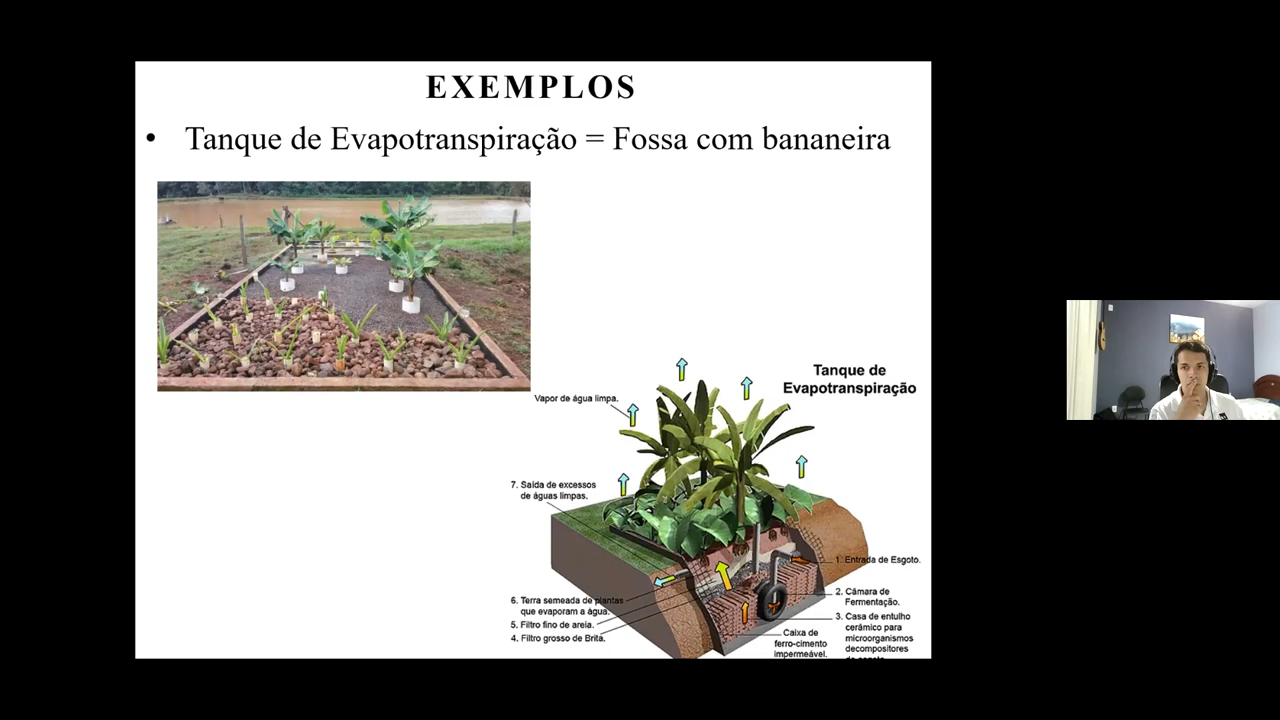 EXEMPLOS
• Tanque de Evapotranspiração = Fossa com bananeira
Tanque de
Evapotranspiração
Vapor de água limpa.
7. Saída de excessos
de águas limpas.
1. Entrada de Esgoto.
2. Câmara de
Fermentação.
3. Casa de entulho
cerâmico para
microorganismos
decompositores
6. Terra semeada de plantas
que evaporam a água.
5. Filtro fino de areia.
4. Filtro grosso de Brita.
Caixa de
ferro-cimento
impermeável.